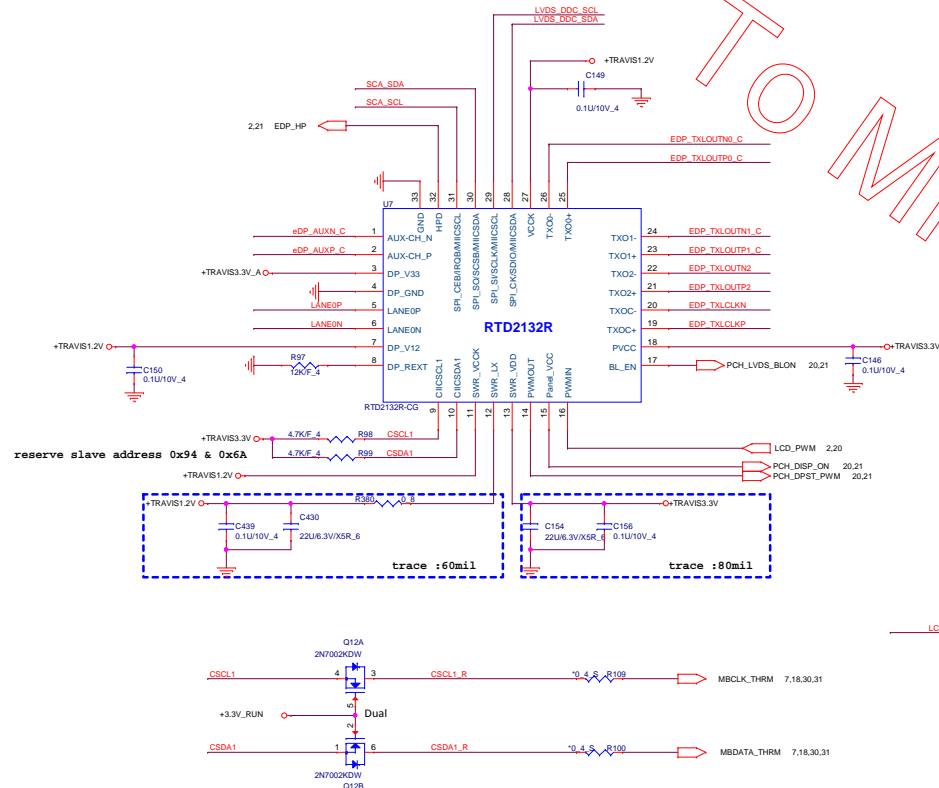 LVDS_DDC_SCL
LVDS_DDC_SDA
+TRAVIS1.2V
C149
0.1U/10V_4
SCA_SDA
SCA_SCL
2,21 EDP_HP
EDP_TXLOUTN0_C
EDP_TXLOUTP0_C
TOM
33 32 31 30 29 28 27 26 25
U7
GND HPD SPI_CEB/IRQB/MIICSCL SPI_SO/SCSB/MIICSDA SPI_SI/SCLK/MIICSCL SPI_CK/SDIO/MIICSDA VCCK TXO0- TXO0+
eDP_AUXN_C 1 AUX-CH_N TXO1- 24 EDP_TXLOUTN1_C
eDP_AUXP_C 2 AUX-CH_P TXO1+ 23 EDP_TXLOUTP1_C
+TRAVIS3.3V_A 3 DP_V33 TXO2- 22 EDP_TXLOUTN2
4 DP_GND TXO2+ 21 EDP_TXLOUTP2
LANE0P 5 LANE0P TXOC- 20 EDP_TXLCLKN
LANE0N 6 LANE0N TXOC+ 19 EDP_TXLCLKP
RTD2132R
+TRAVIS1.2V 7 DP_V12 PVCC 18 +TRAVIS3.3V
C150
0.1U/10V_4
R97
12K/F_4
8 DP_REXT BL_EN 17 PCH_LVDS_BLON 20,21
C146
0.1U/10V_4
CIICSCL1 CIICSDA1 SWR_VCCK SWR_LX SWR_VDD PWMOUT Panel_VCC PWMIN
RTD2132R-CG
9 10 11 12 13 14 15 16
+TRAVIS3.3V 4.7K/F_4 R98 CSCL1
4.7K/F_4 R99 CSDA1
reserve slave address 0x94 & 0x6A
LCD_PWM 2,20
PCH_DISP_ON 20,21
PCH_DPST_PWM 20,21
+TRAVIS1.2V
+TRAVIS1.2V R380 0_8
+TRAVIS3.3V
C439
0.1U/10V_4
C430
22U/6.3V/X5R_6
C154
22U/6.3V/X5R_6
C156
0.1U/10V_4
trace :60mil
trace :80mil
LC
Q12A
2N7002KDW
CSCL1 4 3 CSCL1_R *0_4_S R109 MBCLK_THRM 7,18,30,31
5
+3.3V_RUN Dual
2
CSDA1 1 6 CSDA1_R *0_4_S R100 MBDATA_THRM 7,18,30,31
2N7002KDW
Q12B